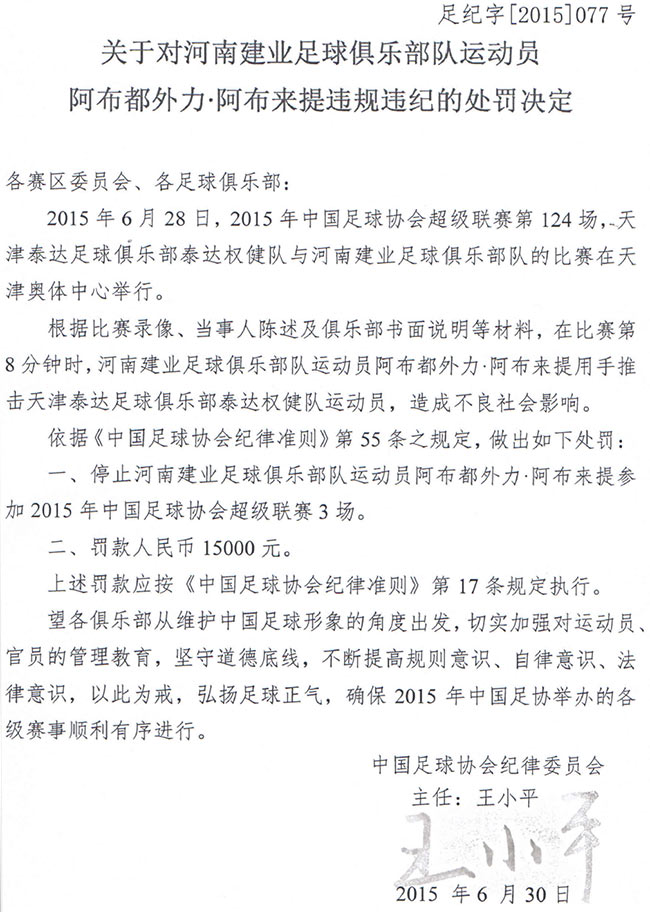 足纪字[2015]077 号
关于对河南建业足球俱乐部队运动员
阿布都外力·阿布来提违规违纪的处罚决定
各赛区委员会、各足球俱乐部：
2015 年 6 月 28 日，2015 年中国足球协会超级联赛第 124 场，天
津泰达足球俱乐部泰达权健队与河南建业足球俱乐部队的比赛在天
津奥体中心举行。
根据比赛录像、当事人陈述及俱乐部书面说明等材料，在比赛第
8 分钟时，河南建业足球俱乐部队运动员阿布都外力·阿布来提用手推
击天津泰达足球俱乐部泰达权健队运动员，造成不良社会影响。
依据《中国足球协会纪律准则》第 55 条之规定，做出如下处罚：
一、停止河南建业足球俱乐部队运动员阿布都外力·阿布来提参
加 2015 年中国足球协会超级联赛 3 场。
二、罚款人民币 15000 元。
上述罚款应按《中国足球协会纪律准则》第 17 条规定执行。
望各俱乐部从维护中国足球形象的角度出发，切实加强对运动员、
官员的管理教育，坚守道德底线，不断提高规则意识、自律意识、法
律意识，以此为戒，弘扬足球正气，确保 2015 年中国足协举办的各
级赛事顺利有序进行。
中国足球协会纪律委员会
主任：王小平
王小平
2015 年 6 月 30 日